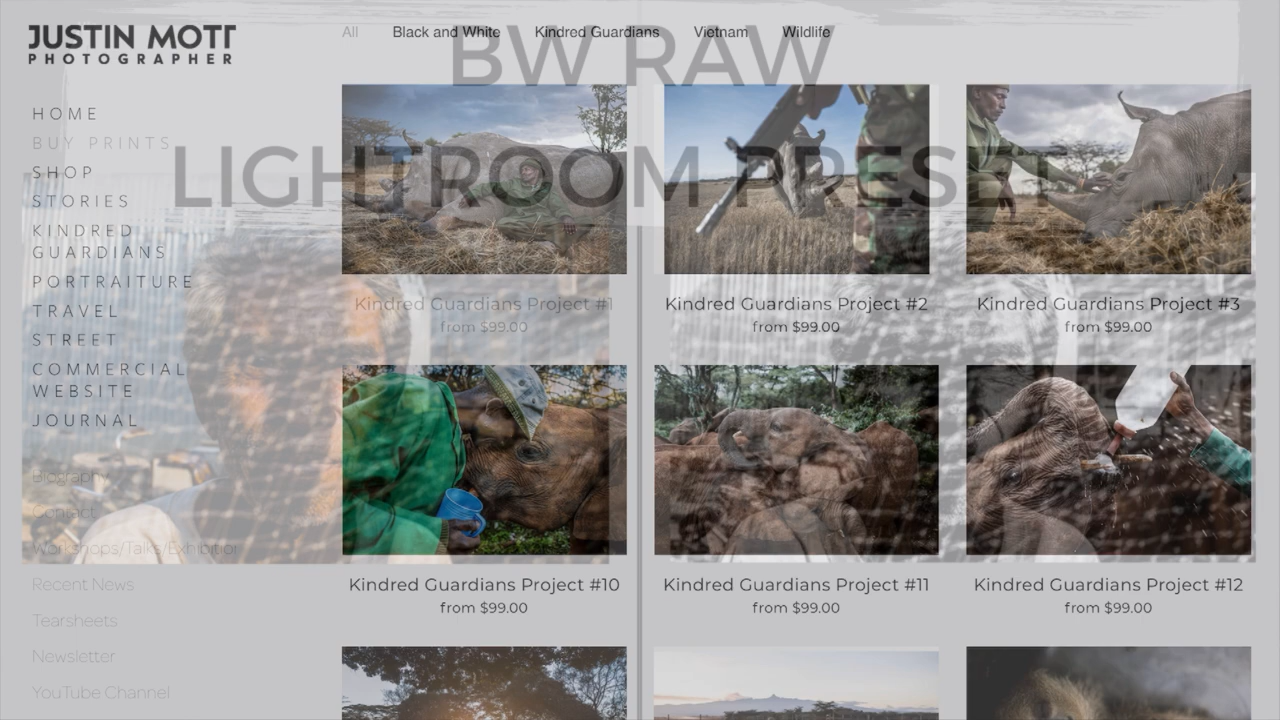 JUSTIN MOTT
PHOTOGRAPHER
All Black and White Kindred Guardians Vietnam Wildlife
BW RAW
LIGHTROOM PRESET
HOME
BUY PRINTS
SHOP
STORIES
KINDRED
GUARDIANS
PORTRAITURE
TRAVEL
STREET
COMMERCIAL
WEBSITE
JOURNAL
Biography
Contact
Workshops/Talks/Exhibition
Recent News
Tearsheets
Newsletter
YouTube Channel
Kindred Guardians Project #1
from $99.00
Kindred Guardians Project #2
from $99.00
Kindred Guardians Project #3
from $99.00
Kindred Guardians Project #10
from $99.00
Kindred Guardians Project #11
from $99.00
Kindred Guardians Project #12
from $99.00